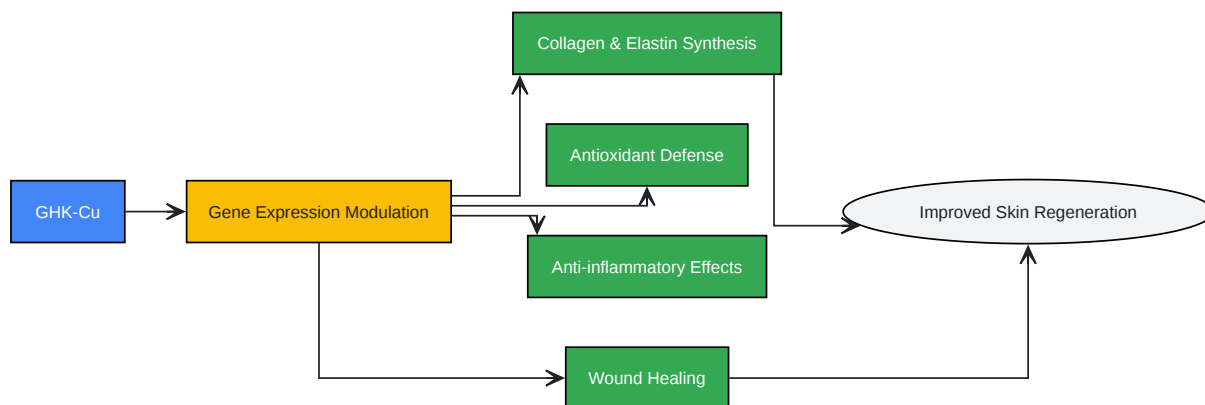 GHK-Cu
Gene Expression Modulation
Collagen & Elastin Synthesis
Antioxidant Defense
Anti-inflammatory Effects
Wound Healing
Improved Skin Regeneration